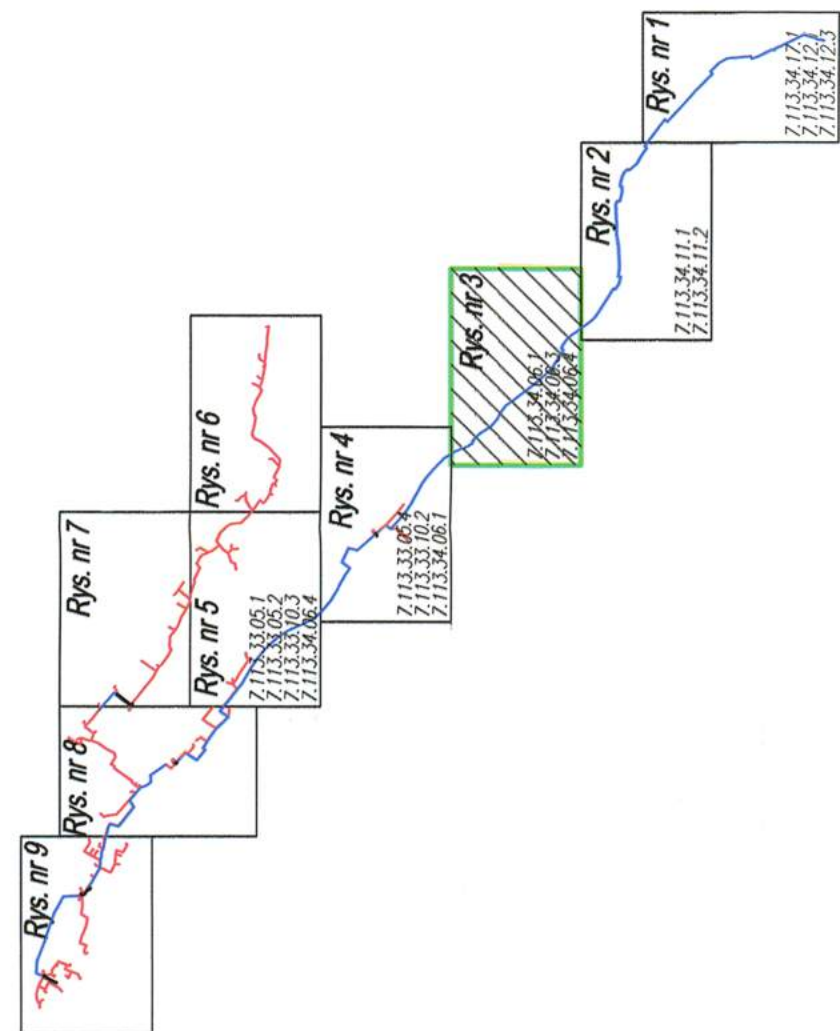 Rys. nr 1
7.113.34.17.1
7.113.34.12.1
7.113.34.12.3
Rys. nr 2
7.113.34.11.1
7.113.34.11.2
Rys. nr 3
7.113.34.06.1
7.113.34.06.3
7.113.34.06.4
Rys. nr 4
7.113.33.05.4
7.113.33.10.2
7.113.34.06.1
Rys. nr 5
7.113.33.05.1
7.113.33.05.2
7.113.33.10.3
7.113.34.06.4
Rys. nr 6
Rys. nr 7
Rys. nr 8
Rys. nr 9